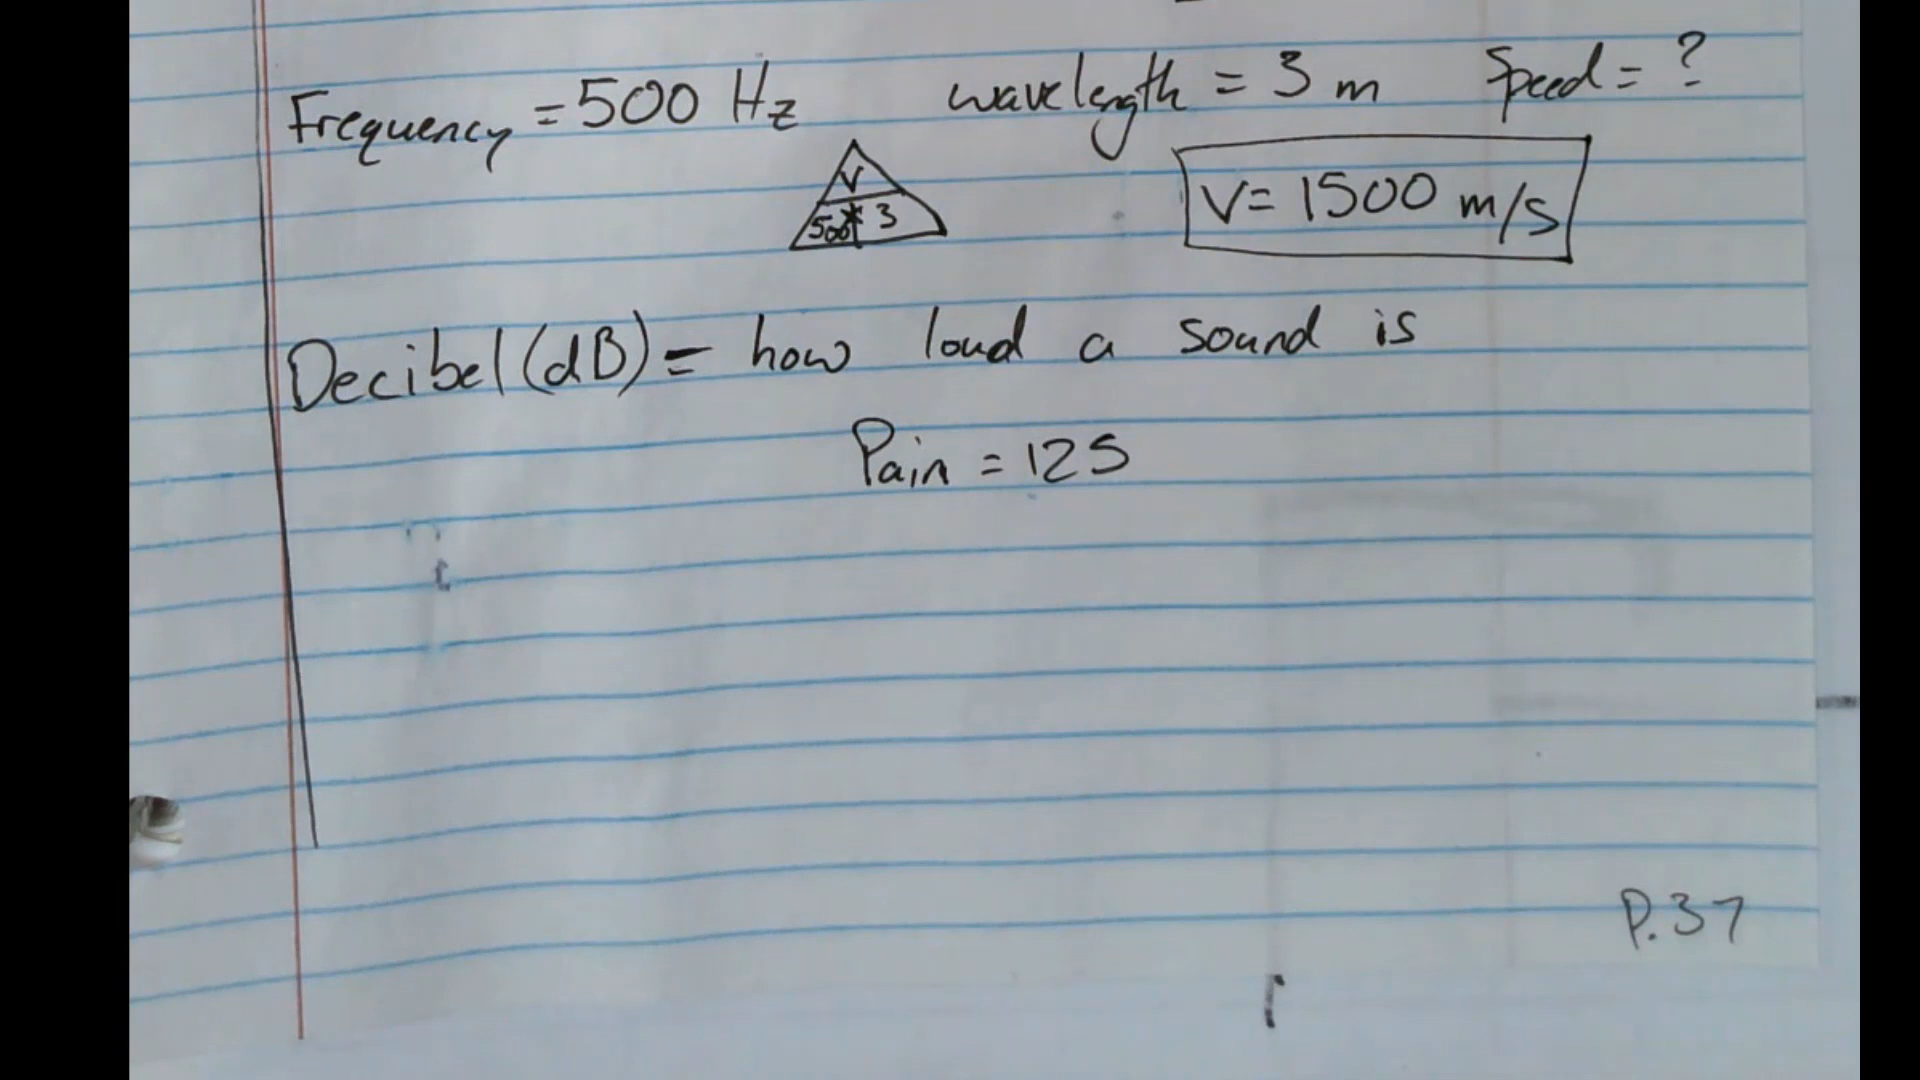 Frequency = 500 Hz wavelength = 3 m Speed = ?
V
500 * 3
V = 1500 m/s
Decibel (dB) = how loud a sound is
Pain = 125
P.37